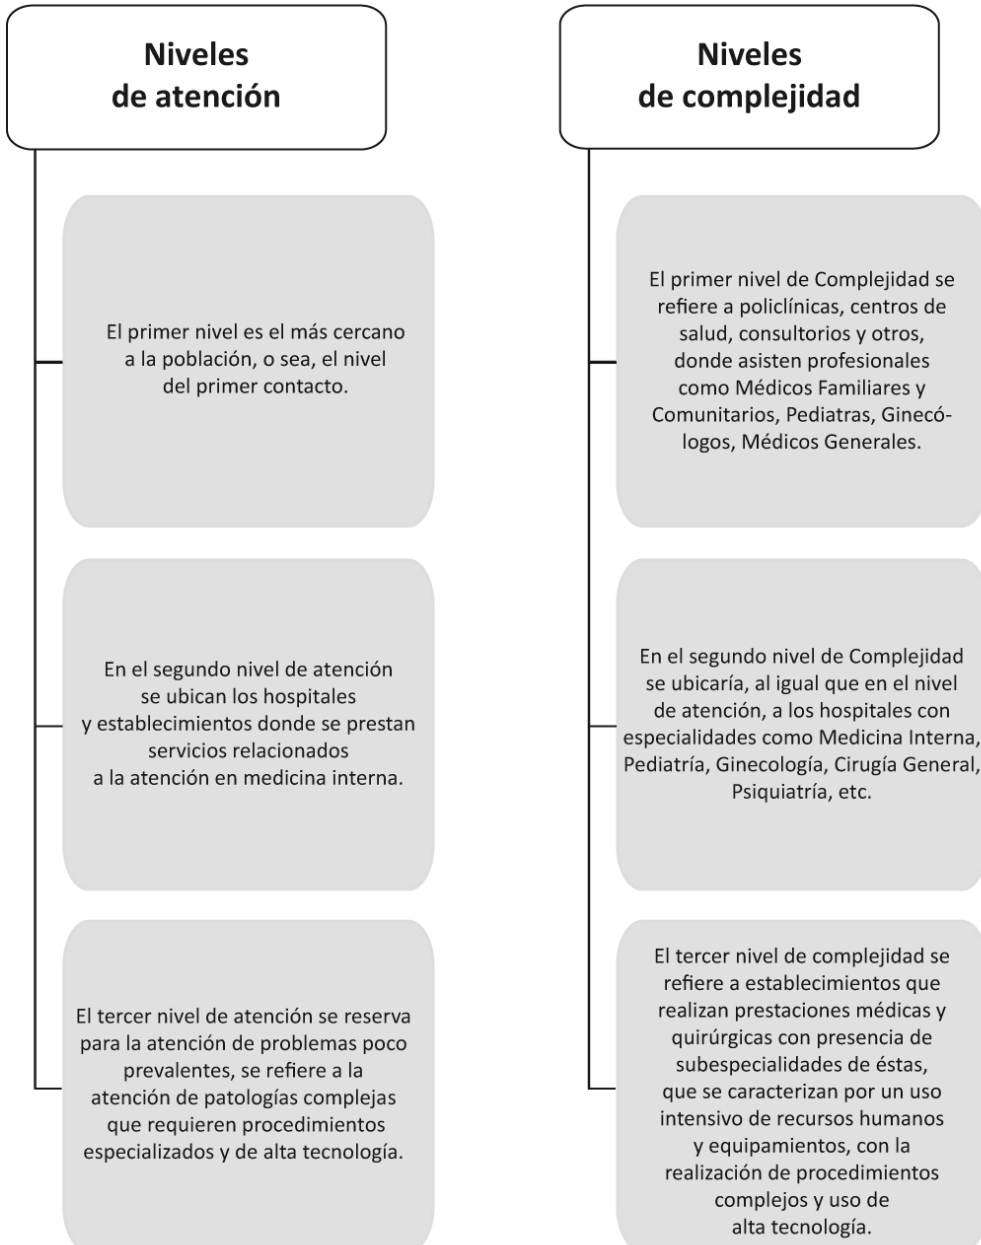 Niveles
de atención
El primer nivel es el más cercano
a la población, o sea, el nivel
del primer contacto.
En el segundo nivel de atención
se ubican los hospitales
y establecimientos donde se prestan
servicios relacionados
a la atención en medicina interna.
El tercer nivel de atención se reserva
para la atención de problemas poco
prevalentes, se refiere a la
atención de patologías complejas
que requieren procedimientos
especializados y de alta tecnología.
Niveles
de complejidad
El primer nivel de Complejidad se
refiere a policlínicas, centros de
salud, consultorios y otros,
donde asisten profesionales
como Médicos Familiares y
Comunitarios, Pediatras, Ginecó-
logos, Médicos Generales.
En el segundo nivel de Complejidad
se ubicaría, al igual que en el nivel
de atención, a los hospitales con
especialidades como Medicina Interna,
Pediatría, Ginecología, Cirugía General,
Psiquiatría, etc.
El tercer nivel de complejidad se
refiere a establecimientos que
realizan prestaciones médicas y
quirúrgicas con presencia de
subespecialidades de éstas,
que se caracterizan por un uso
intensivo de recursos humanos
y equipamientos, con la
realización de procedimientos
complejos y uso de
alta tecnología.